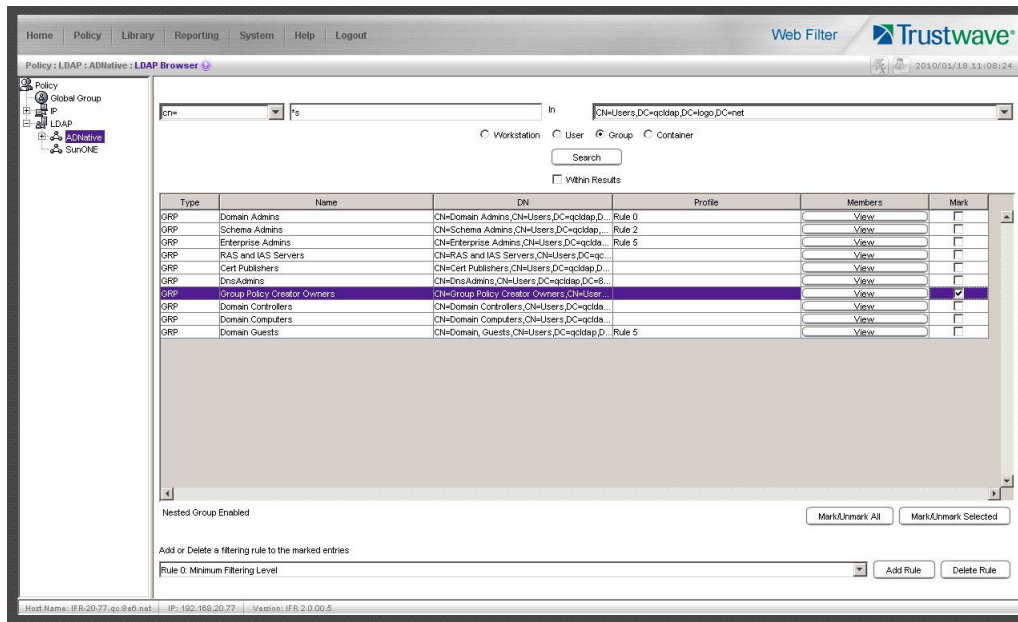 Home Policy Library Reporting System Help Logout Web Filter Trustwave®
Policy : LDAP : ADNative : LDAP Browser 2010/01/18 11:08:24
Policy
Global Group
IP
LDAP
ADNative
SunONE
cn= *s In CN=Users,DC=qcldap,DC=logo,DC=net
Workstation User Group Container
Search
Within Results
Type Name DN Profile Members Mark
GRP Domain Admins CN=Domain Admins,CN=Users,DC=qcldap,D... Rule 0 View
GRP Schema Admins CN=Schema Admins,CN=Users,DC=qcldap,... Rule 2 View
GRP Enterprise Admins CN=Enterprise Admins,CN=Users,DC=qclda... Rule 5 View
GRP RAS and IAS Servers CN=RAS and IAS Servers,CN=Users,DC=qc... View
GRP Cert Publishers CN=Cert Publishers,CN=Users,DC=qcldap,D... View
GRP DnsAdmins CN=DnsAdmins,CN=Users,DC=qcldap,DC=8... View
GRP Group Policy Creator Owners CN=Group Policy Creator Owners,CN=User... View
GRP Domain Controllers CN=Domain Controllers,CN=Users,DC=qclda... View
GRP Domain Computers CN=Domain Computers,CN=Users,DC=qclda... View
GRP Domain Guests CN=Domain, Guests,CN=Users,DC=qcldap,D... Rule 5 View
Nested Group Enabled
Mark/Unmark All Mark/Unmark Selected
Add or Delete a filtering rule to the marked entries
Rule 0: Minimum Filtering Level Add Rule Delete Rule
Host Name: IFR-20-77.qc.8e6.net IP: 192.168.20.77 Version: IFR 2.0.00.5